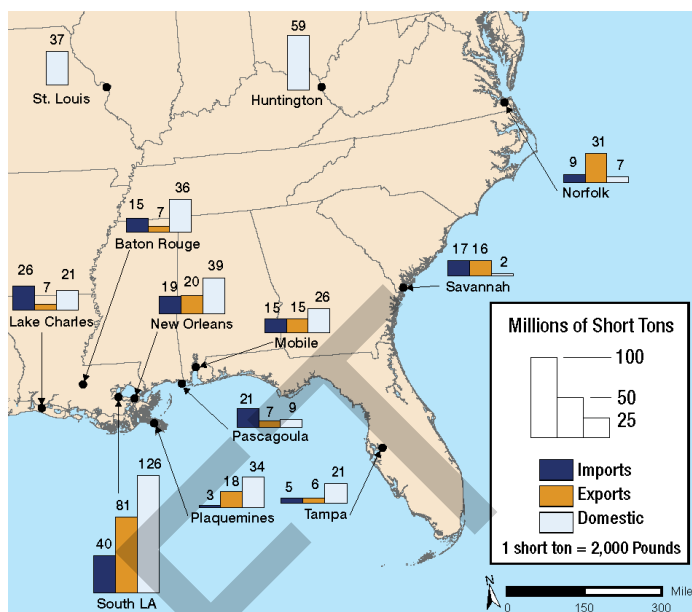 37
St. Louis
59
Huntington
9 31 7
Norfolk
15 7 36
Baton Rouge
26 7 21
Lake Charles
19 20 39
New Orleans
15 15 26
Mobile
17 16 2
Savannah
21 7 9
Pascagoula
3 18 34
Plaquemines
5 6 21
Tampa
40 81 126
South LA
Millions of Short Tons
100
50
25
Imports
Exports
Domestic
1 short ton = 2,000 Pounds
N
Mile
0 150 300